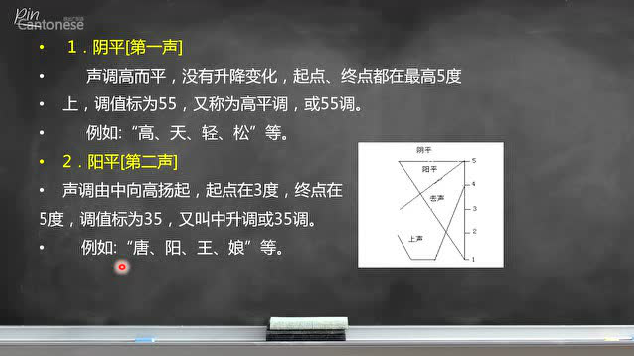 Pin
Cantonese
• 1．阴平[第一声]
• 声调高而平，没有升降变化，起点、终点都在最高5度
• 上，调值标为55，又称为高平调，或55调。
• 例如:“高、天、轻、松”等。
• 2．阳平[第二声]
• 声调由中向高扬起，起点在3度，终点在
5度，调值标为35，又叫中升调或35调。
• 例如:“唐、阳、王、娘”等。
阴平
阳平
去声
上声
5
4
3
2
1